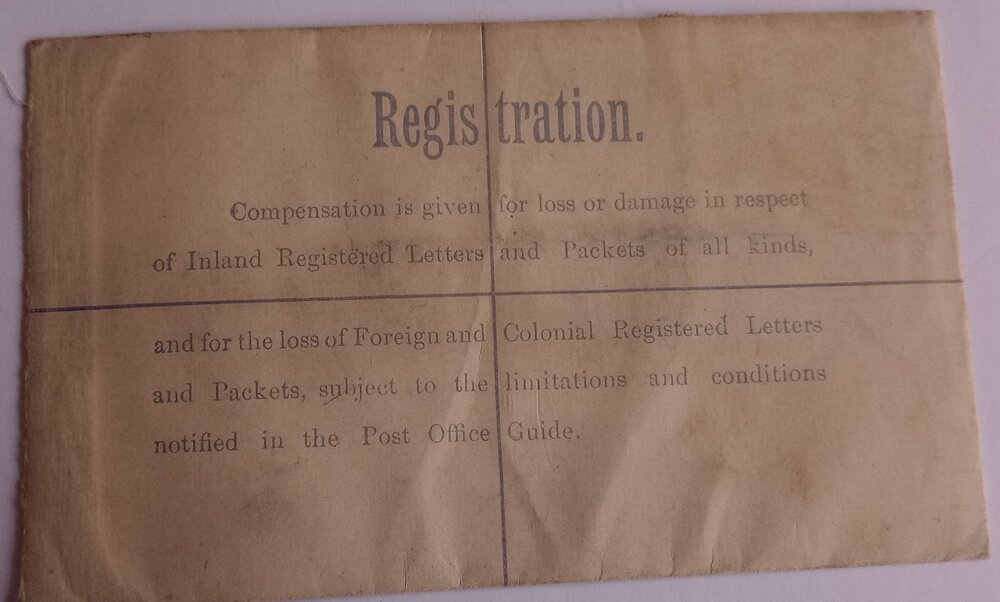 Registration.
Compensation is given for loss or damage in respect
of Inland Registered Letters and Packets of all kinds,
and for the loss of Foreign and Colonial Registered Letters
and Packets, subject to the limitations and conditions
notified in the Post Office Guide.